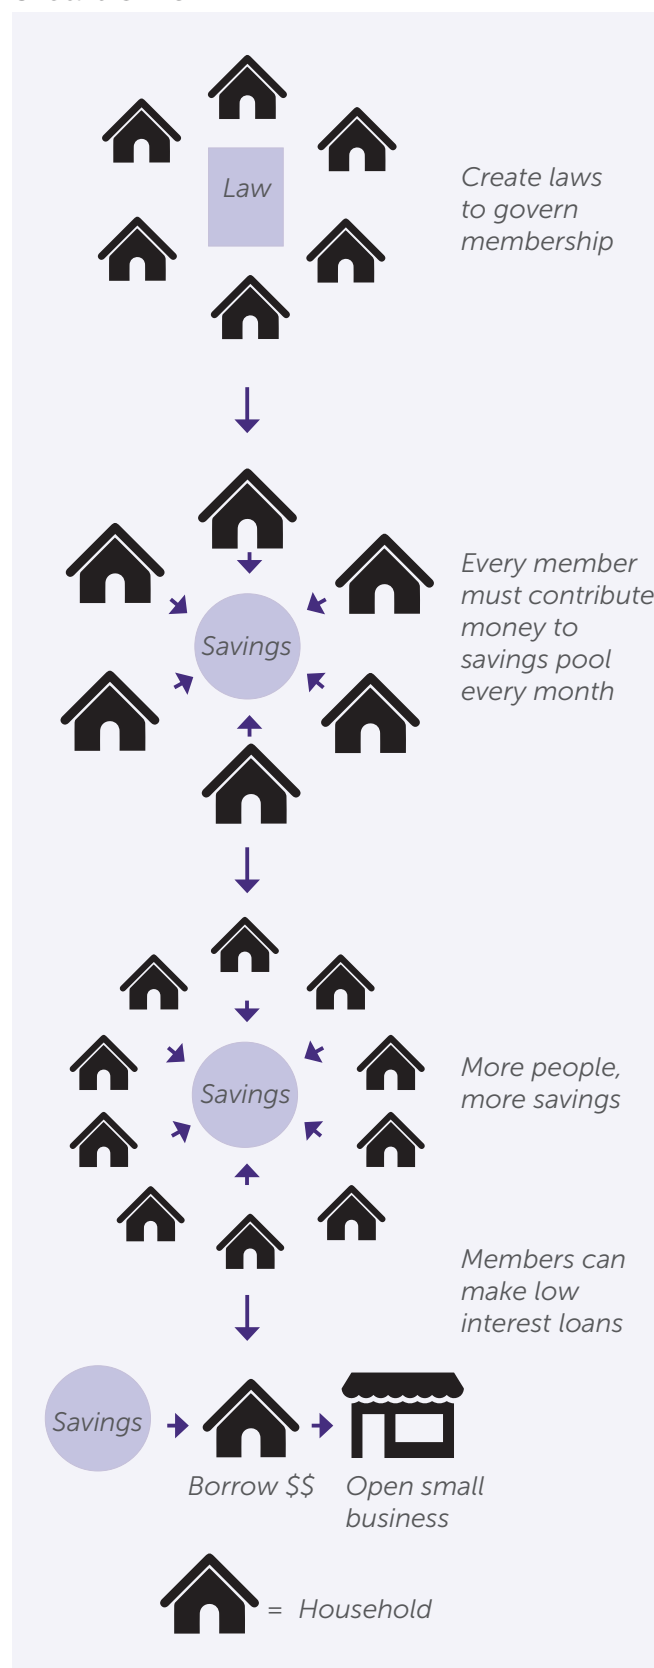 Law
Create laws
to govern
membership
Every member
must contribute
money to
savings pool
every month
Savings
More people,
more savings
Savings
Members can
make low
interest loans
Savings
Borrow $$
Open small
business
= Household